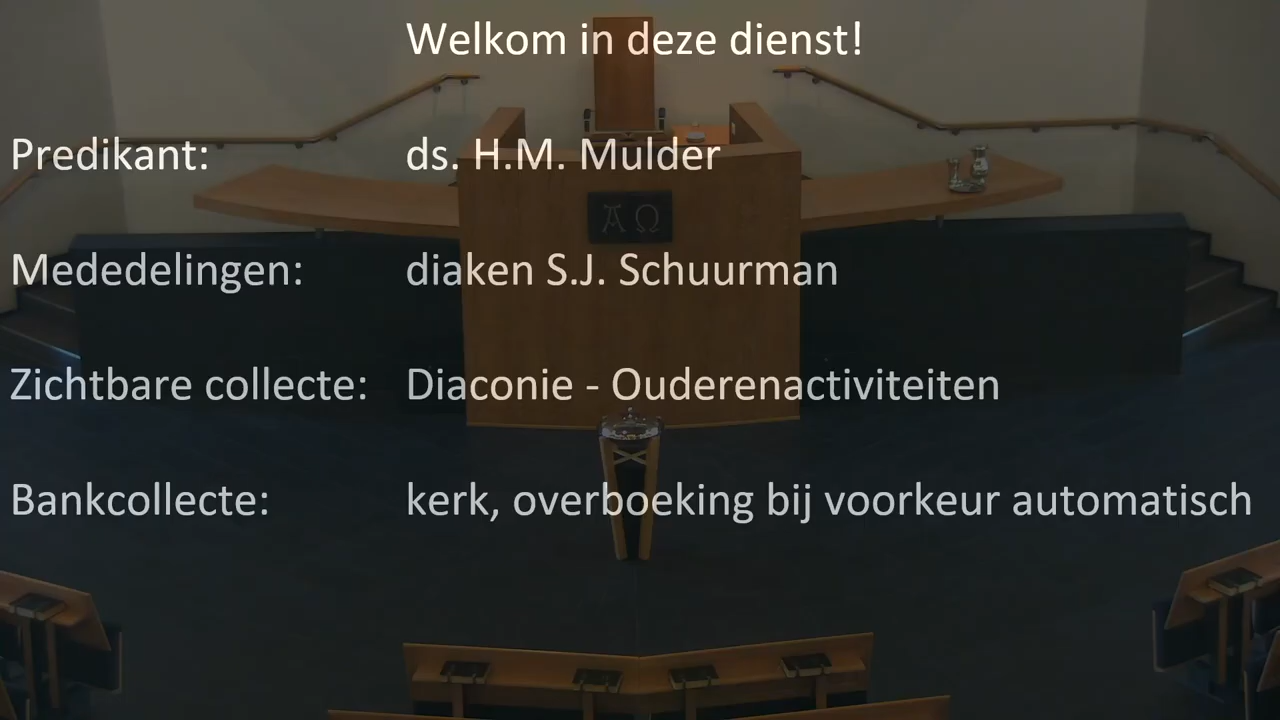 Welkom in deze dienst!
Predikant: ds. H.M. Mulder
ΑΩ
Mededelingen: diaken S.J. Schuurman
Zichtbare collecte: Diaconie - Ouderenactiviteiten
Bankcollecte: kerk, overboeking bij voorkeur automatisch